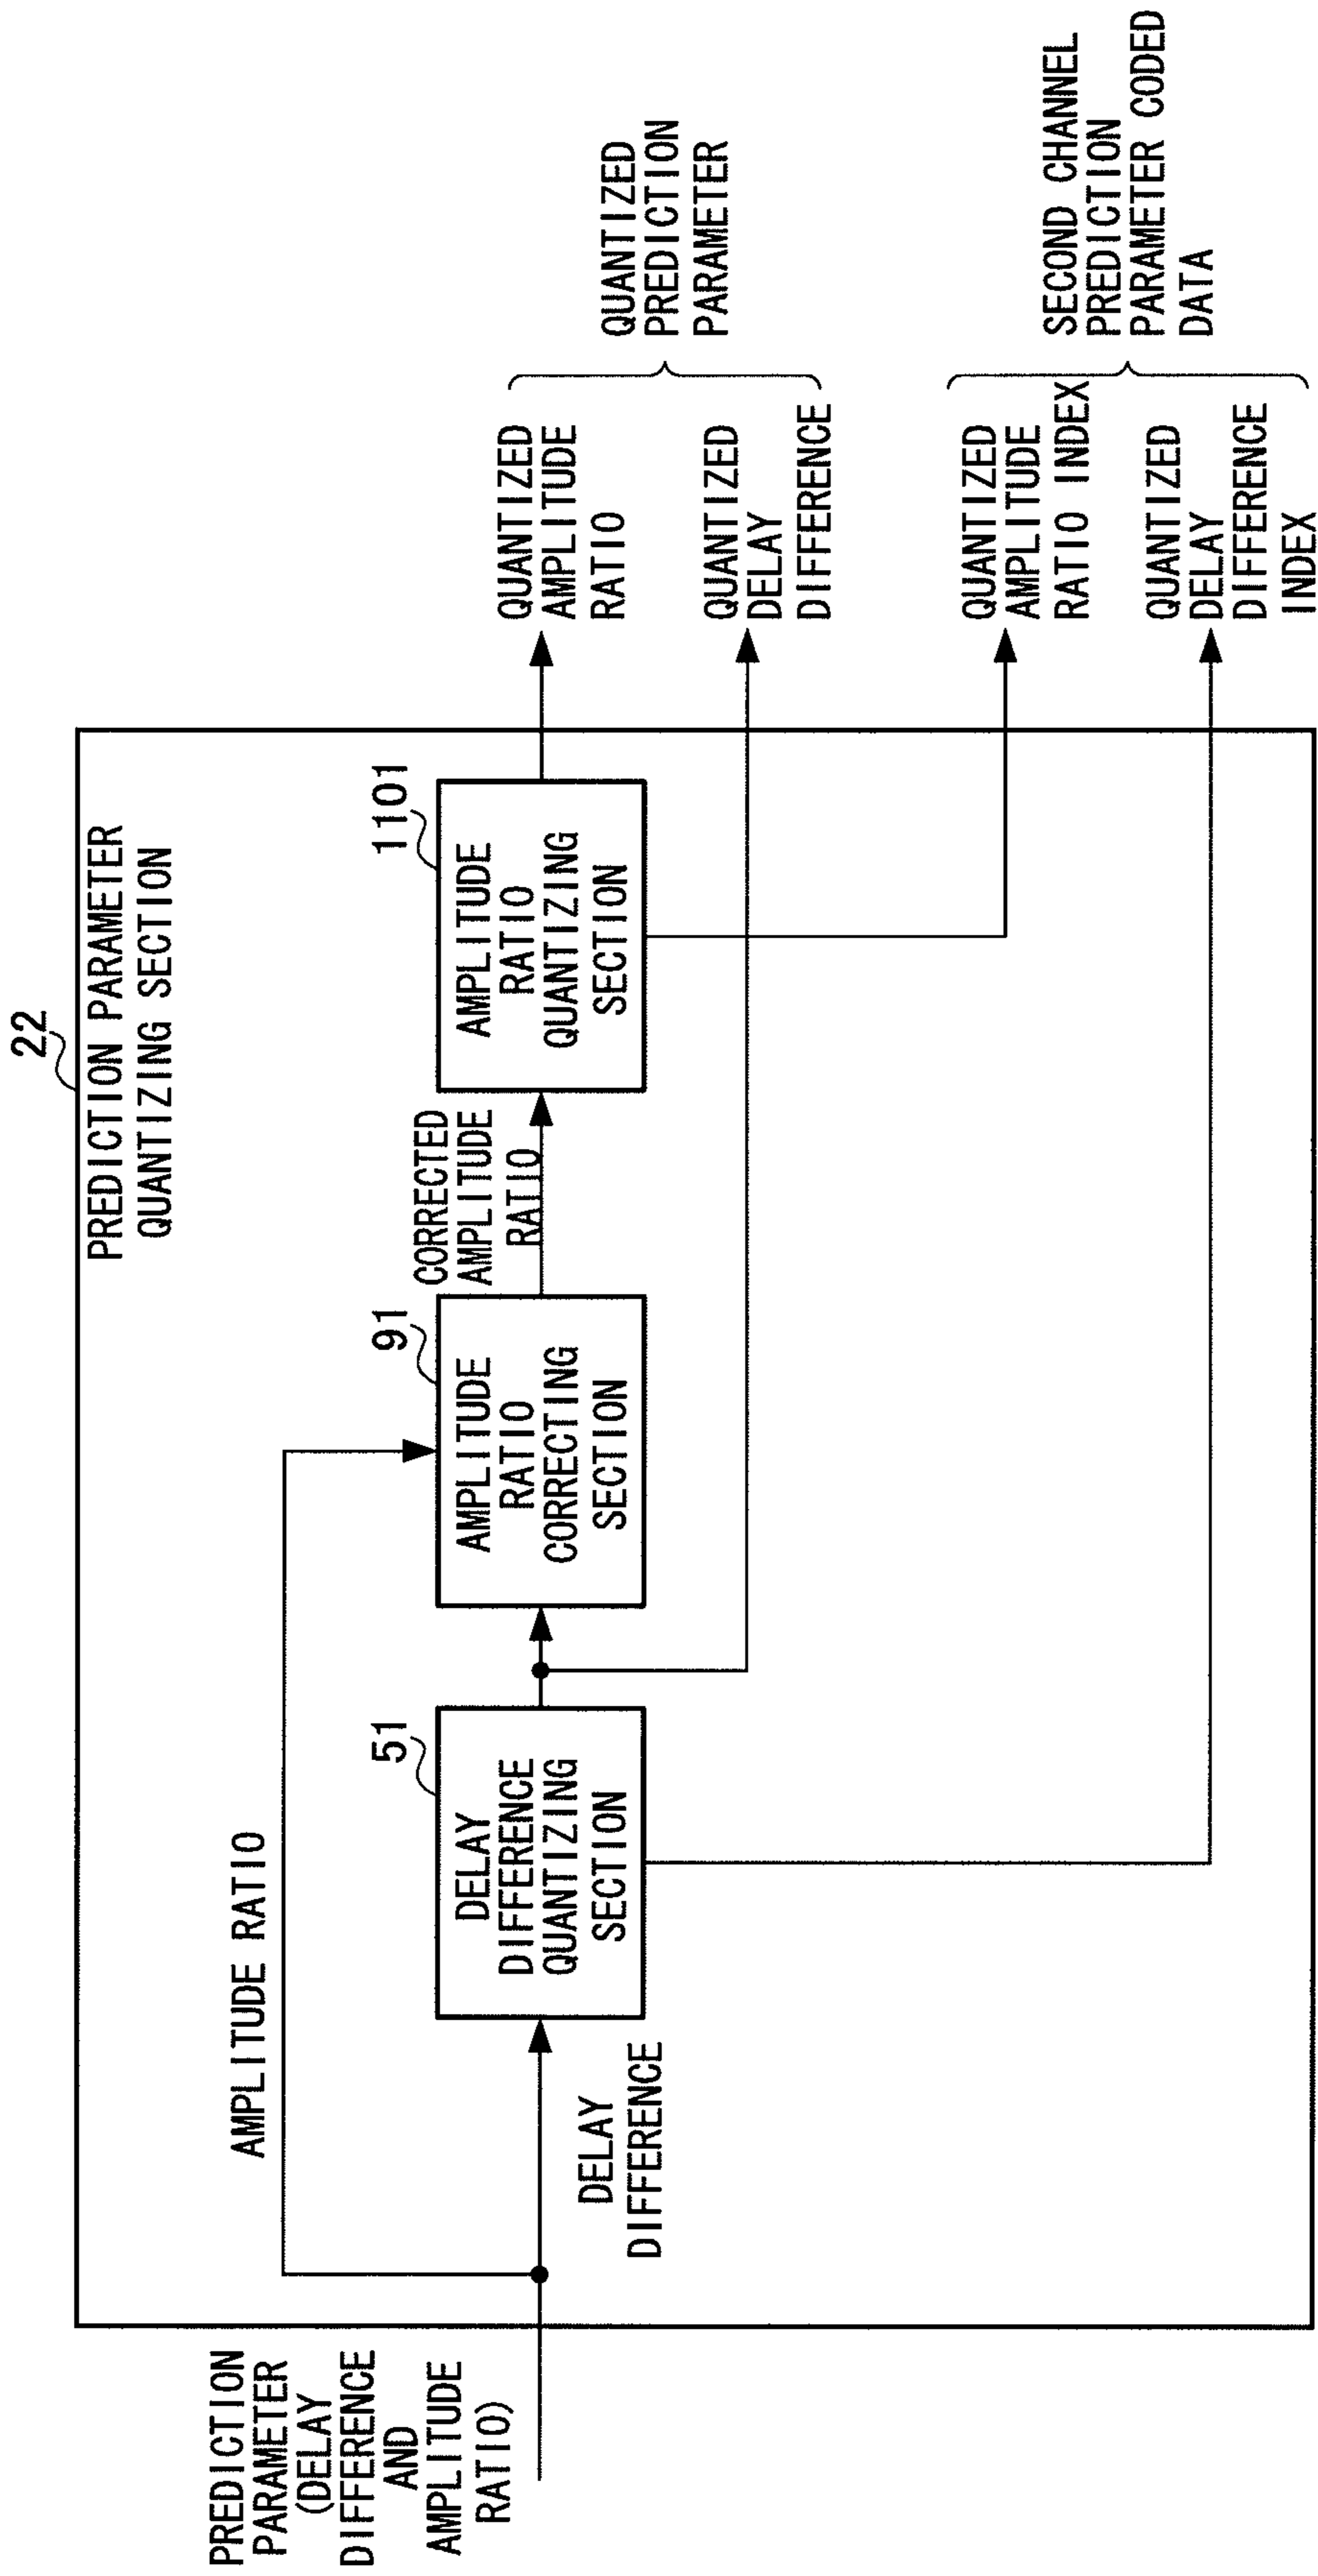 22
PREDICTION PARAMETER
QUANTIZING SECTION
PREDICTION
PARAMETER
(DELAY
DIFFERENCE
AND
AMPLITUDE
RATIO)
AMPLITUDE RATIO
DELAY
DIFFERENCE
51
DELAY
DIFFERENCE
QUANTIZING
SECTION
91
AMPLITUDE
RATIO
CORRECTING
SECTION
CORRECTED
AMPLITUDE
RATIO
1101
AMPLITUDE
RATIO
QUANTIZING
SECTION
QUANTIZED
AMPLITUDE
RATIO
QUANTIZED
DELAY
DIFFERENCE
QUANTIZED
PREDICTION
PARAMETER
QUANTIZED
AMPLITUDE
RATIO INDEX
QUANTIZED
DELAY
DIFFERENCE
INDEX
SECOND CHANNEL
PREDICTION
PARAMETER CODED
DATA